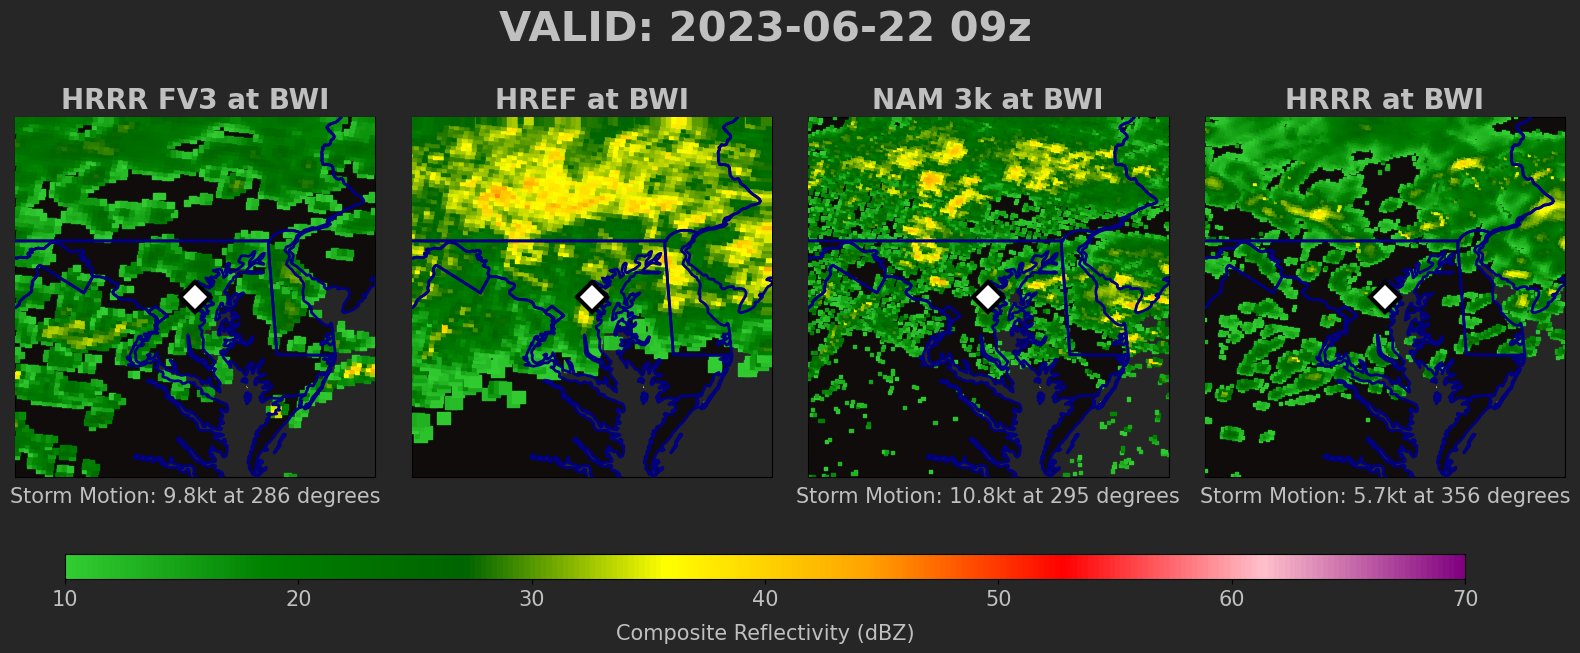 VALID: 2023-06-22 09z
HRRR FV3 at BWI
HREF at BWI
NAM 3k at BWI
HRRR at BWI
Storm Motion: 9.8kt at 286 degrees
Storm Motion: 10.8kt at 295 degrees
Storm Motion: 5.7kt at 356 degrees
10 20 30 40 50 60 70
Composite Reflectivity (dBZ)